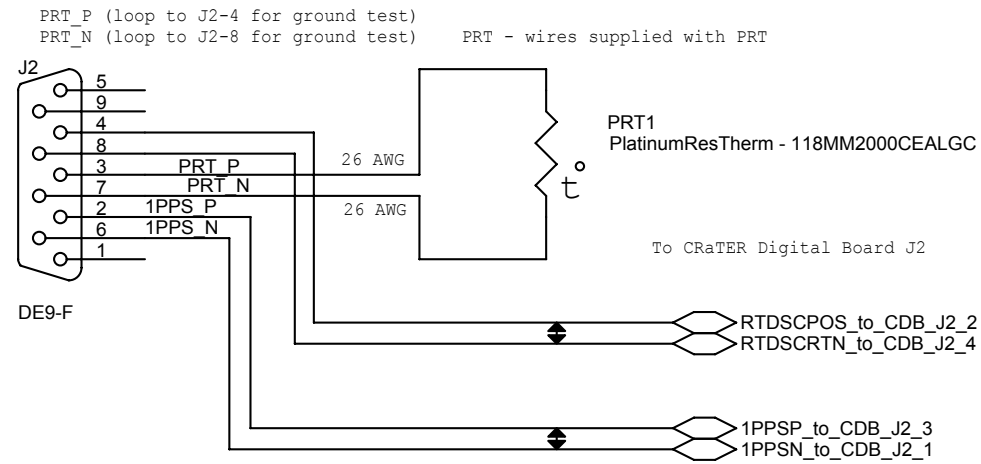 PRT_P (loop to J2-4 for ground test)
PRT_N (loop to J2-8 for ground test)
PRT - wires supplied with PRT
J2
5
9
4
8
3
7
2
6
1
PRT_P
PRT_N
1PPS_P
1PPS_N
26 AWG
26 AWG
t°
PRT1
PlatinumResTherm - 118MM2000CEALGC
To CRaTER Digital Board J2
DE9-F
RTDSCPOS_to_CDB_J2_2
RTDSCRTN_to_CDB_J2_4
1PPSP_to_CDB_J2_3
1PPSN_to_CDB_J2_1